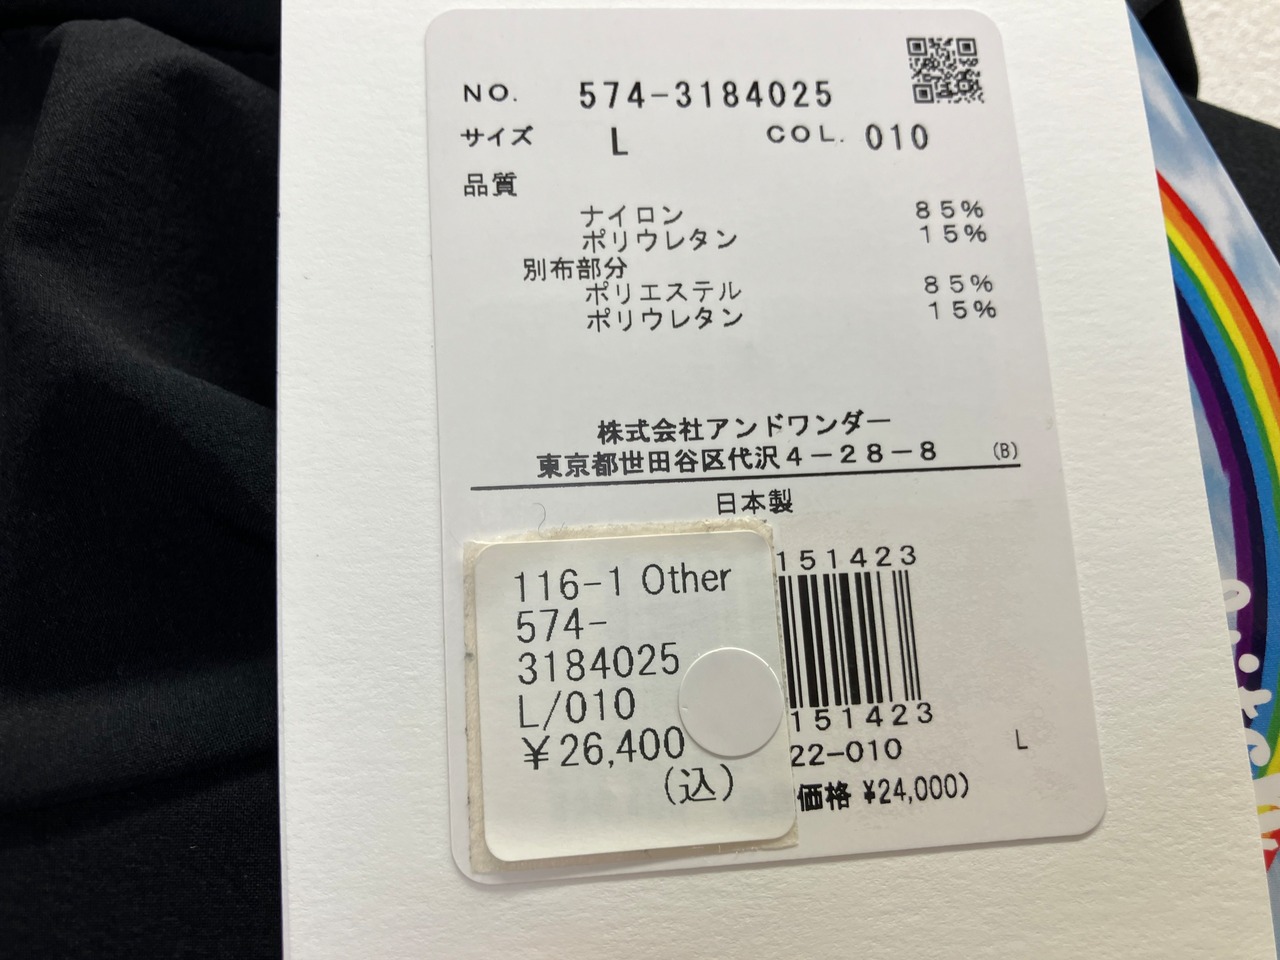 NO. 574-3184025
サイズ L COL. 010
品質
ナイロン 85%
ポリウレタン 15%
別布部分
ポリエステル 85%
ポリウレタン 15%
株式会社アンドワンダー
東京都世田谷区代沢4-28-8 (B)
日本製
151423
116-1 Other
574-
3184025
L/010
¥26,400
(込)
151423
22-010 L
価格 ¥24,000)